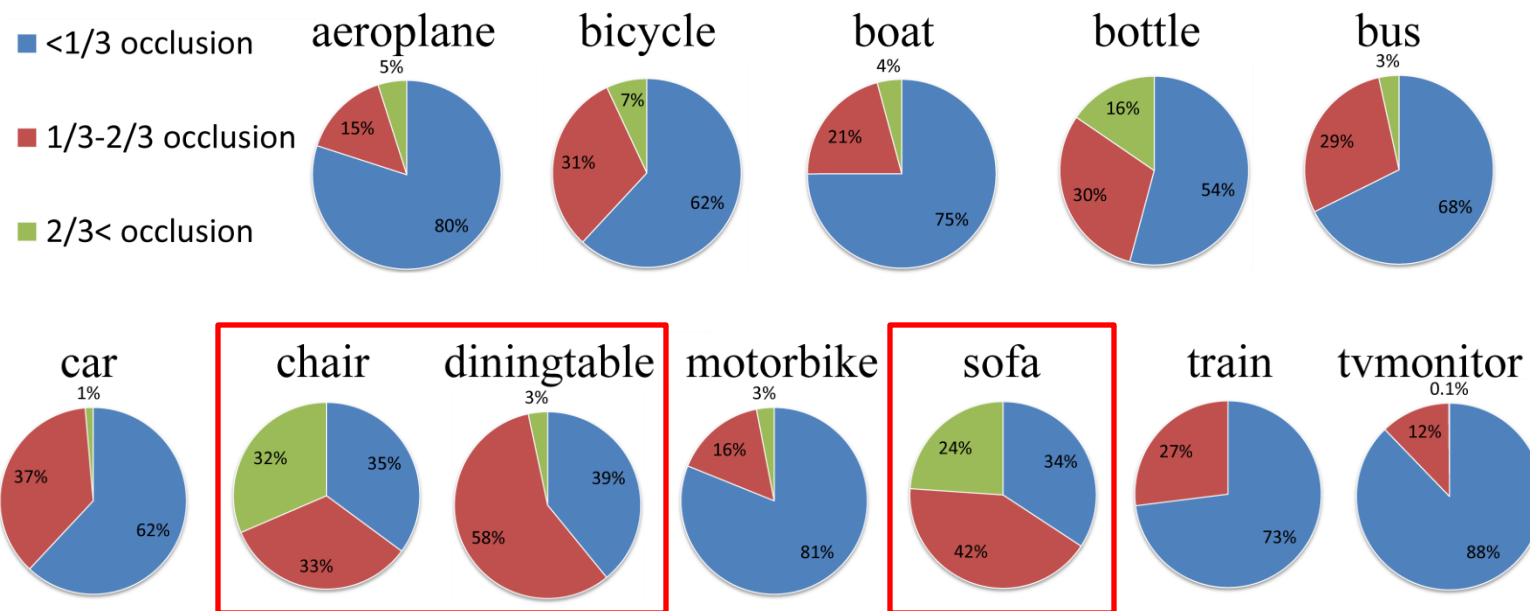 <1/3 occlusion
1/3-2/3 occlusion
2/3< occlusion
aeroplane
5%
15%
80%
bicycle
7%
31%
62%
boat
4%
21%
75%
bottle
16%
30%
54%
bus
3%
29%
68%
car
1%
37%
62%
chair
32%
35%
33%
diningtable
3%
39%
58%
motorbike
3%
16%
81%
sofa
24%
34%
42%
train
27%
73%
tvmonitor
0.1%
12%
88%